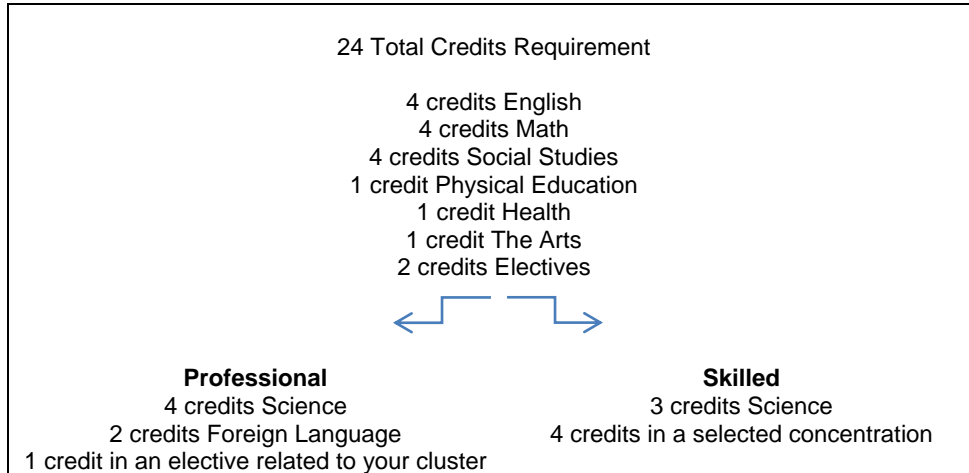 24 Total Credits Requirement
4 credits English
4 credits Math
4 credits Social Studies
1 credit Physical Education
1 credit Health
1 credit The Arts
2 credits Electives
Professional
4 credits Science
2 credits Foreign Language
1 credit in an elective related to your cluster
Skilled
3 credits Science
4 credits in a selected concentration